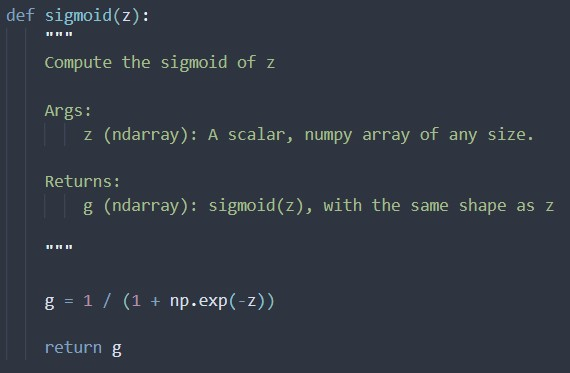 def sigmoid(z):
    """
    Compute the sigmoid of z

    Args:
        z (ndarray): A scalar, numpy array of any size.

    Returns:
        g (ndarray): sigmoid(z), with the same shape as z

    """

    g = 1 / (1 + np.exp(-z))

    return g